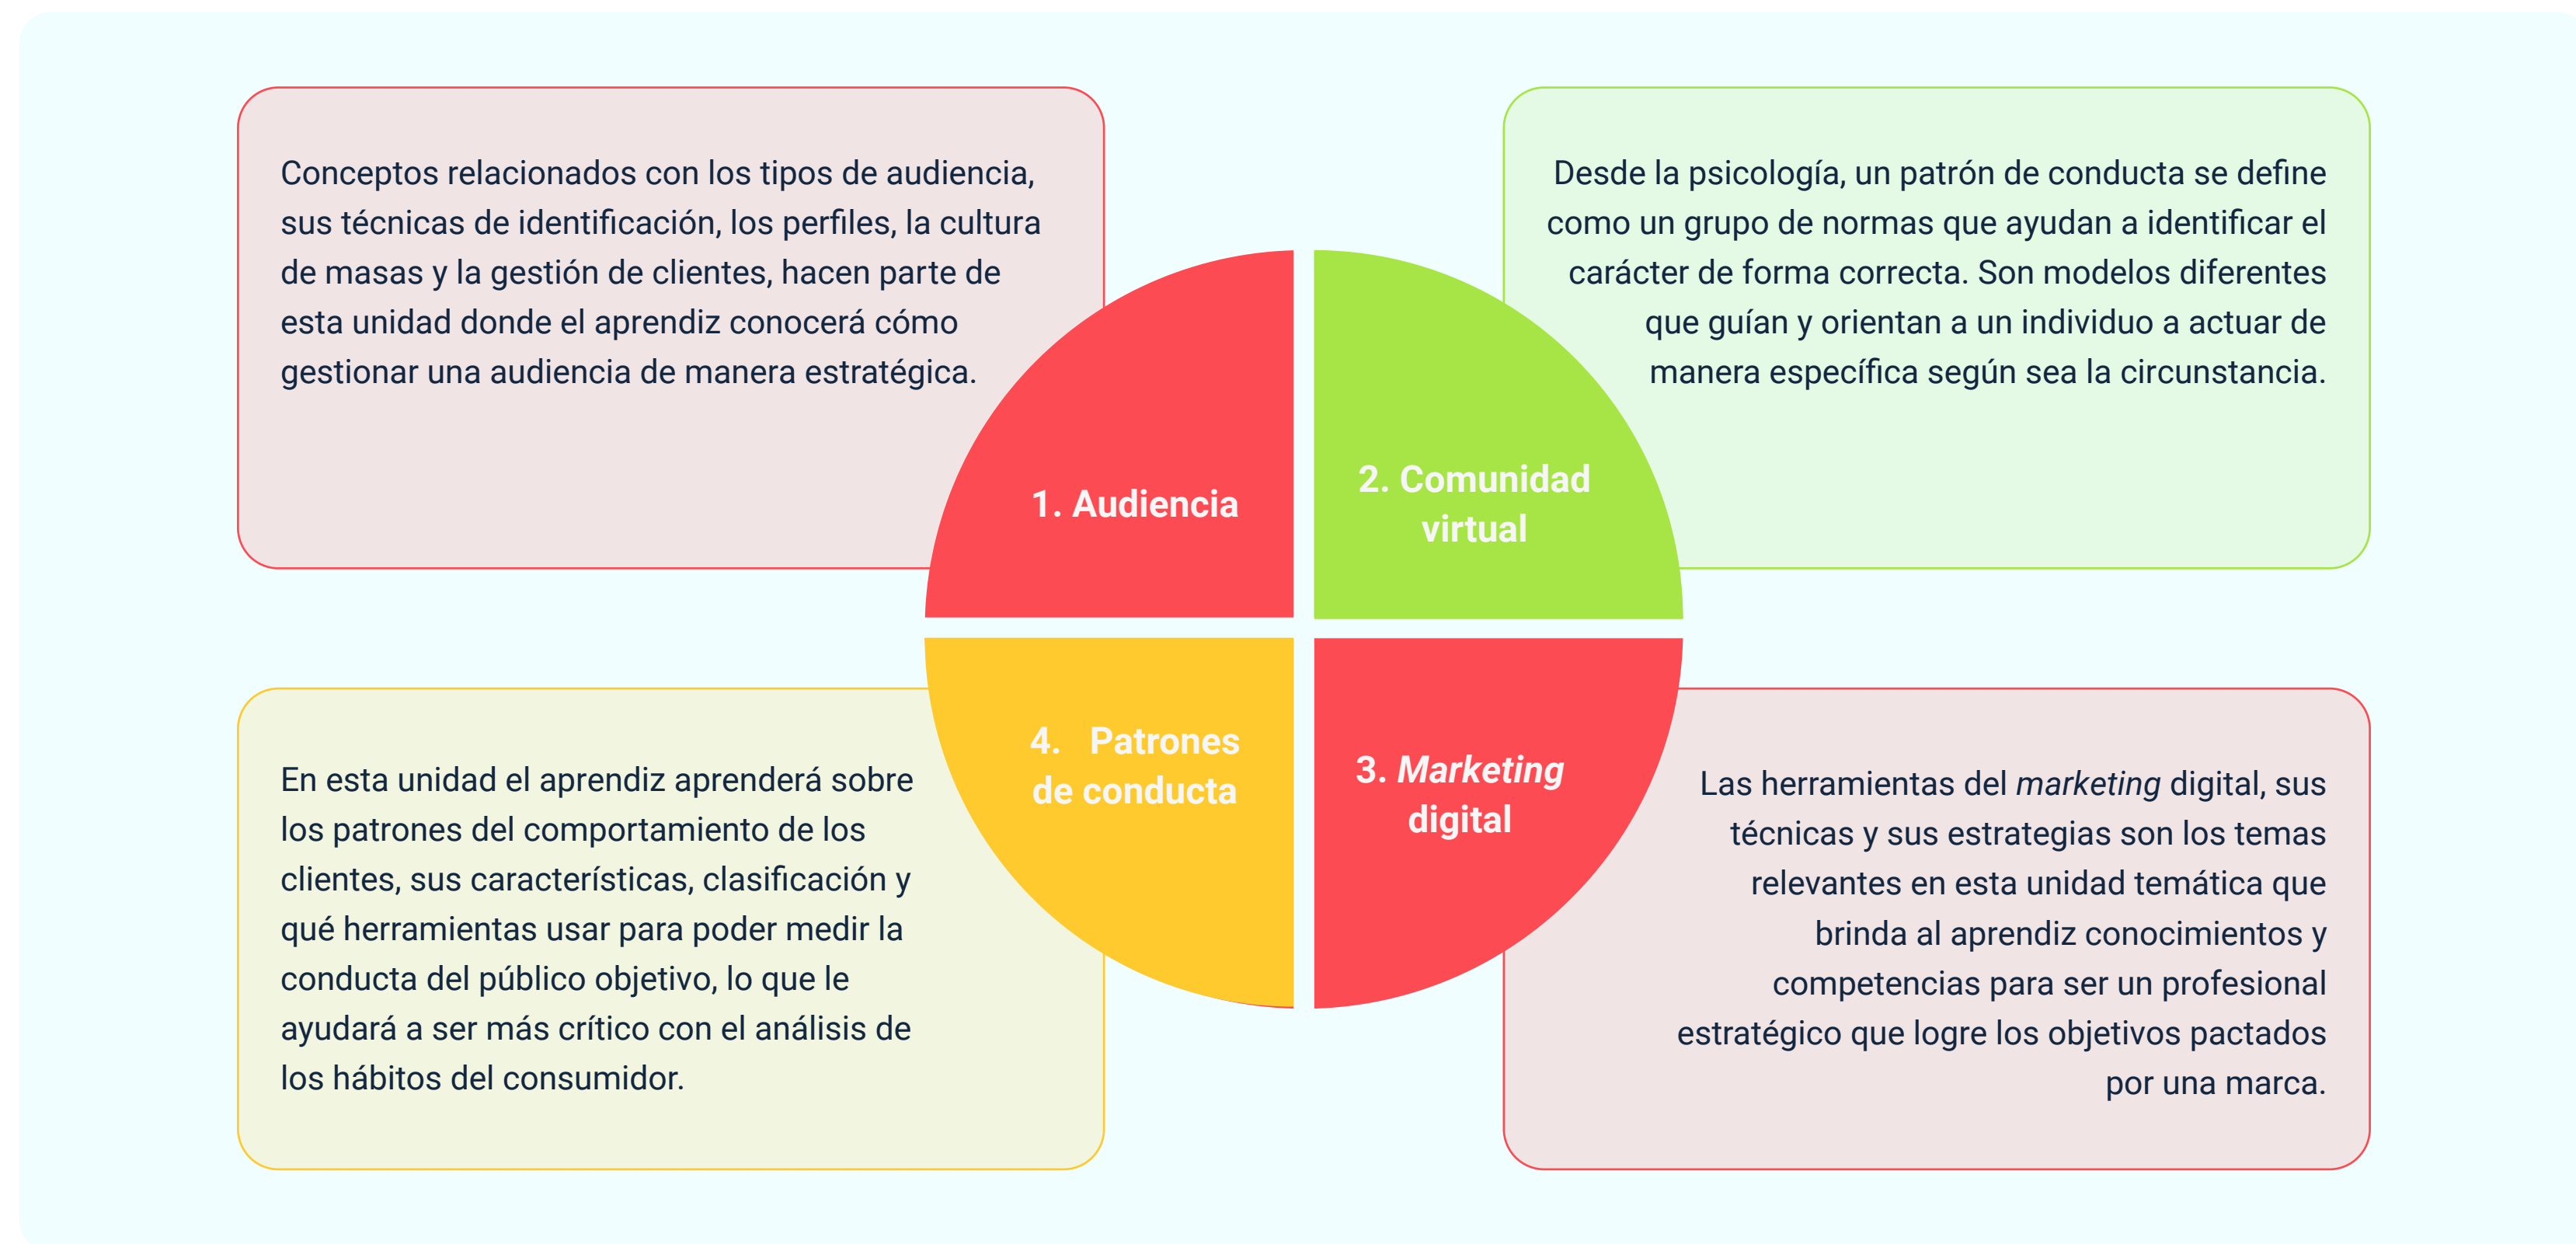 Conceptos relacionados con los tipos de audiencia,
sus técnicas de identificación, los perfiles, la cultura
de masas y la gestión de clientes, hacen parte de
esta unidad donde el aprendiz conocerá cómo
gestionar una audiencia de manera estratégica.
1. Audiencia
Desde la psicología, un patrón de conducta se define
como un grupo de normas que ayudan a identificar el
carácter de forma correcta. Son modelos diferentes
que guían y orientan a un individuo a actuar de
manera específica según sea la circunstancia.
2. Comunidad
virtual
3. Marketing
digital
Las herramientas del marketing digital, sus
técnicas y sus estrategias son los temas
relevantes en esta unidad temática que
brinda al aprendiz conocimientos y
competencias para ser un profesional
estratégico que logre los objetivos pactados
por una marca.
4. Patrones
de conducta
En esta unidad el aprendiz aprenderá sobre
los patrones del comportamiento de los
clientes, sus características, clasificación y
qué herramientas usar para poder medir la
conducta del público objetivo, lo que le
ayudará a ser más crítico con el análisis de
los hábitos del consumidor.